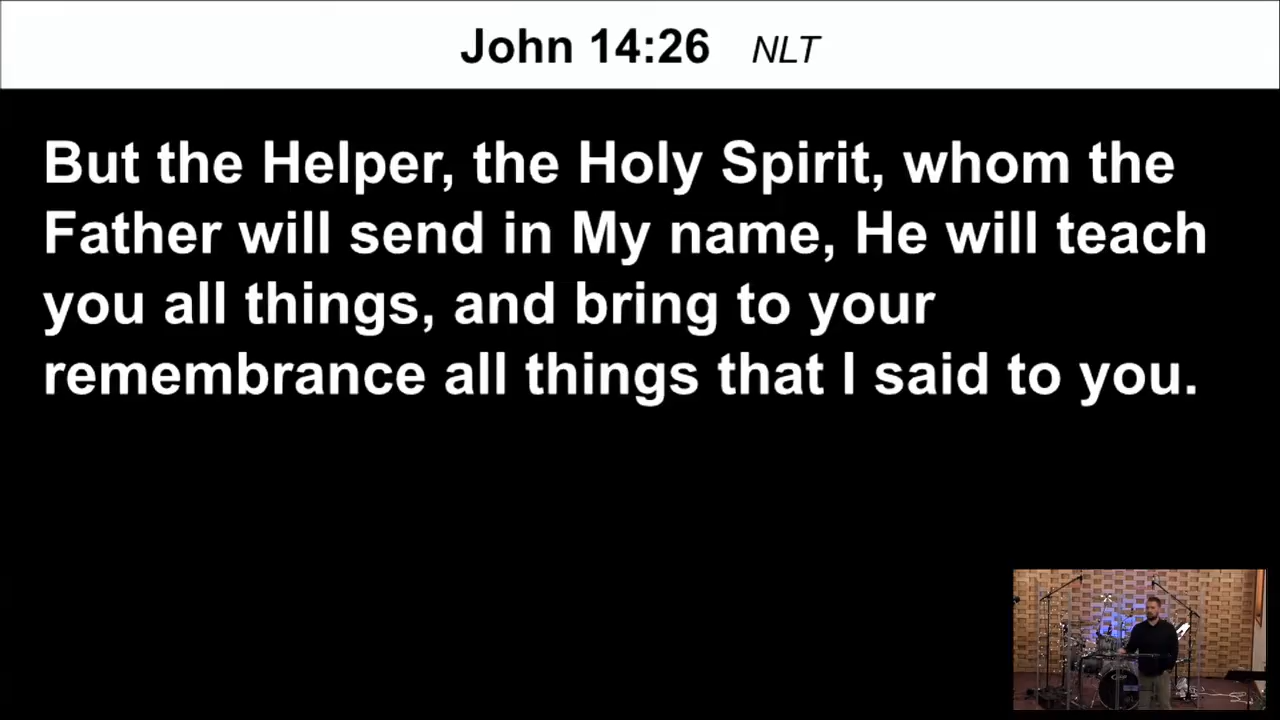 John 14:26 NLT
But the Helper, the Holy Spirit, whom the
Father will send in My name, He will teach
you all things, and bring to your
remembrance all things that I said to you.